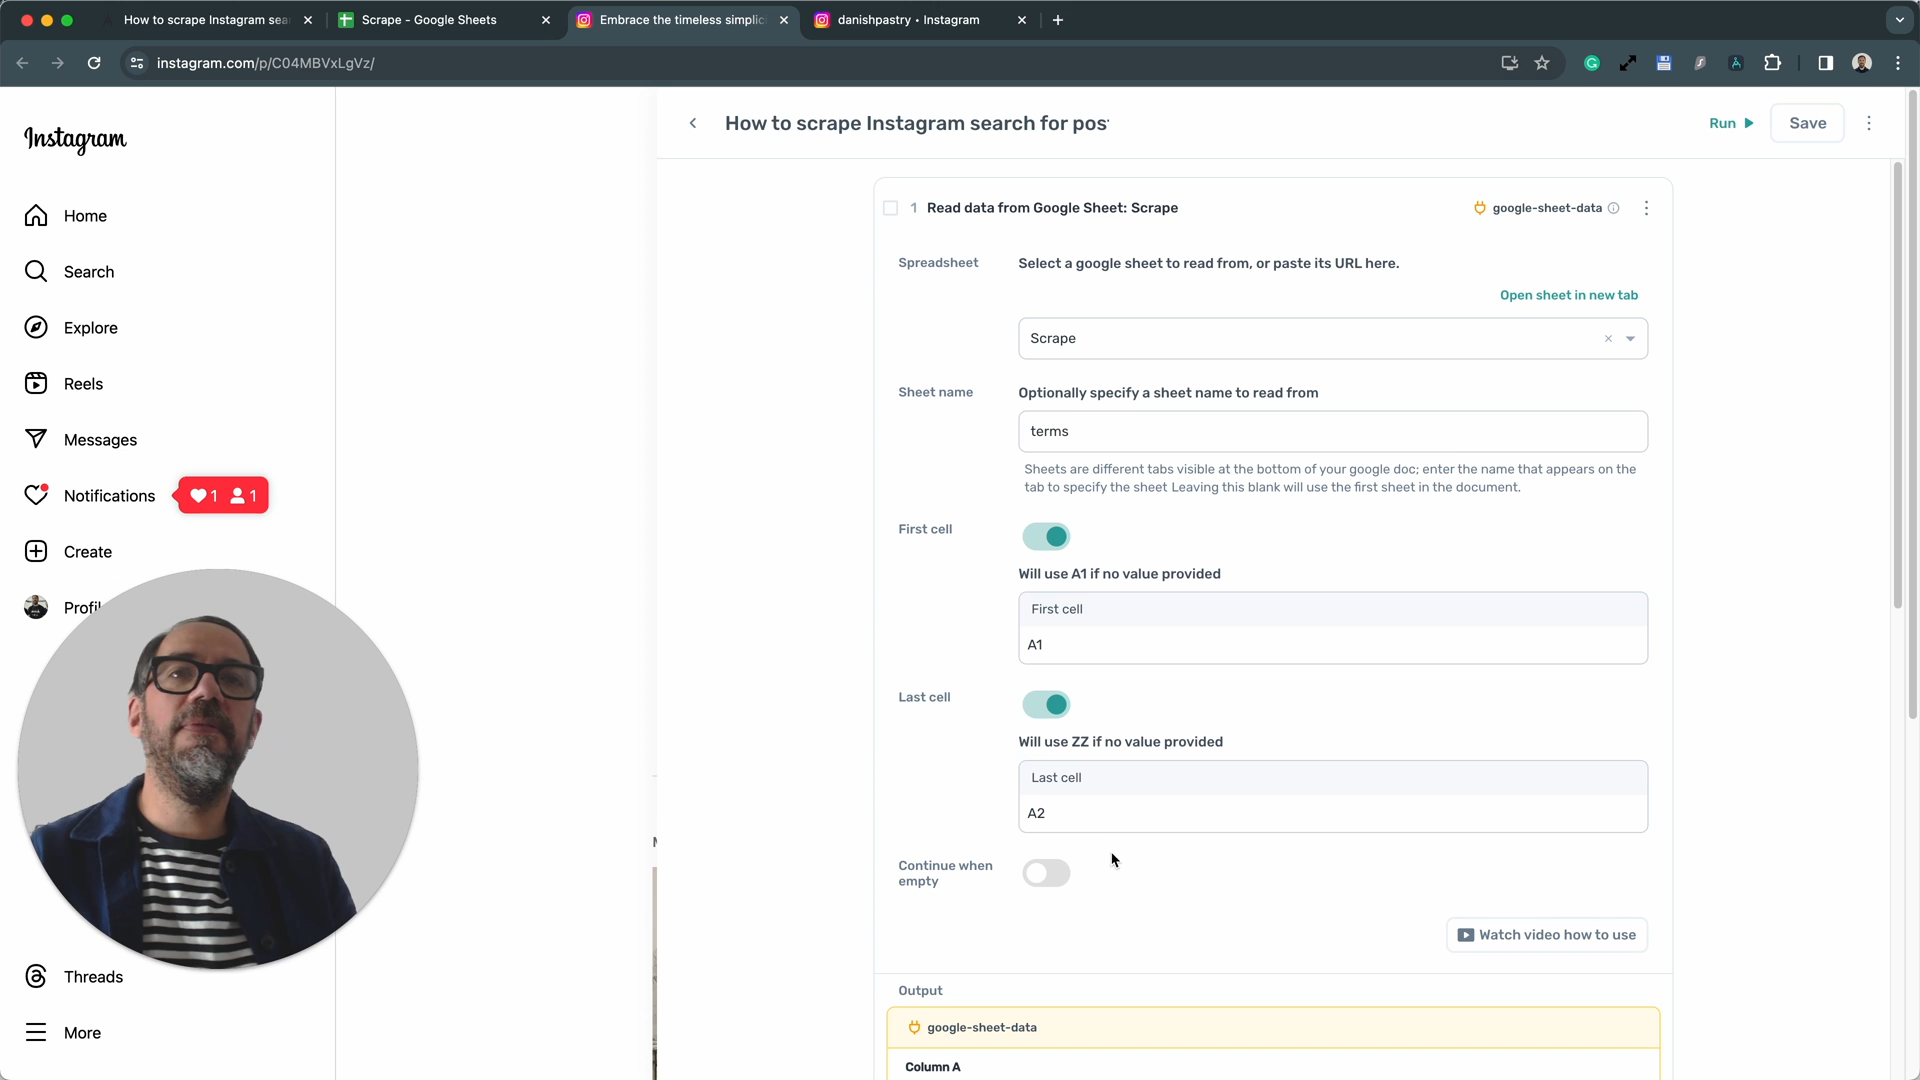 How to scrape Instagram sea
Scrape - Google Sheets
Embrace the timeless simplic
danishpastry • Instagram
instagram.com/p/C04MBVxLgVz/
Instagram
Home
Search
Explore
Reels
Messages
Notifications
1 1
Create
Profil
Threads
More
How to scrape Instagram search for pos
Run
Save
1 Read data from Google Sheet: Scrape
google-sheet-data
Spreadsheet
Select a google sheet to read from, or paste its URL here.
Open sheet in new tab
Scrape
Sheet name
Optionally specify a sheet name to read from
terms
Sheets are different tabs visible at the bottom of your google doc; enter the name that appears on the
tab to specify the sheet Leaving this blank will use the first sheet in the document.
First cell
Will use A1 if no value provided
First cell
A1
Last cell
Will use ZZ if no value provided
Last cell
A2
Continue when
empty
Watch video how to use
Output
google-sheet-data
Column A